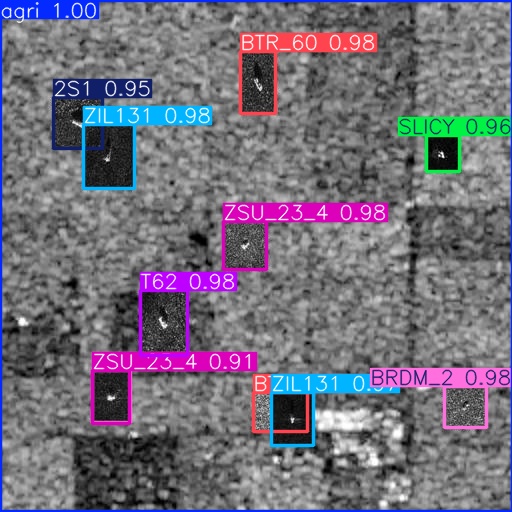 agri 1.00
BTR_60 0.98
2S1 0.95
ZIL131 0.98
SLICY 0.96
ZSU_23_4 0.98
T62 0.98
ZSU_23_4 0.91
ZIL131
BRDM_2 0.98